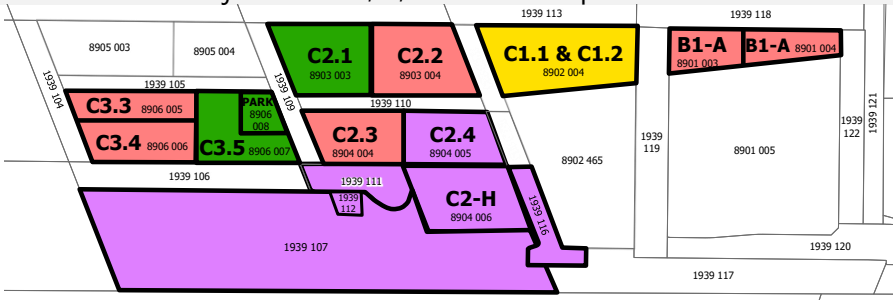 1939 113
1939 118
8905 003
8905 004
C2.1
8903 003
C2.2
8903 004
C1.1 & C1.2
8902 004
B1-A
8901 003
B1-A 8901 004
1939 104
1939 105
1939 109
1939 110
1939 121
1939
122
1939
119
C3.3 8906 005
PARK
8906
008
C3.4 8906 006
C3.5 8906 007
C2.3
8904 004
C2.4
8904 005
8902 465
8901 005
1939 106
1939 111
1939
112
C2-H
8904 006
1939 116
1939 107
1939 120
1939 117